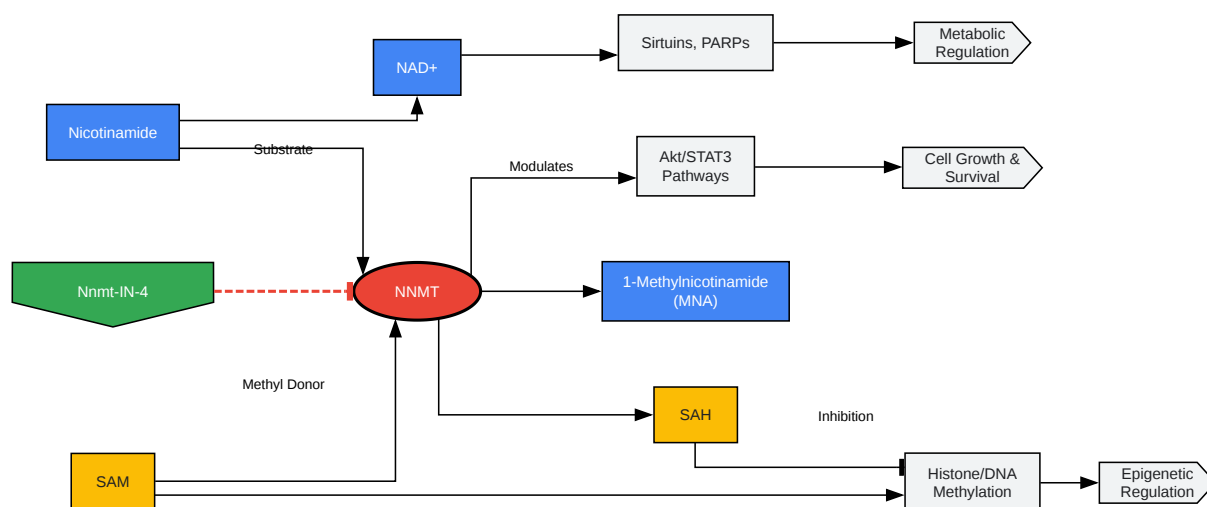 Metabolic
Regulation
Sirtuins, PARPs
NAD+
Nicotinamide
Substrate
Modulates
Akt/STAT3
Pathways
Cell Growth &
Survival
Nnmt-IN-4
NNMT
1-Methylnicotinamide
(MNA)
Methyl Donor
SAH
Inhibition
SAM
Histone/DNA
Methylation
Epigenetic
Regulation